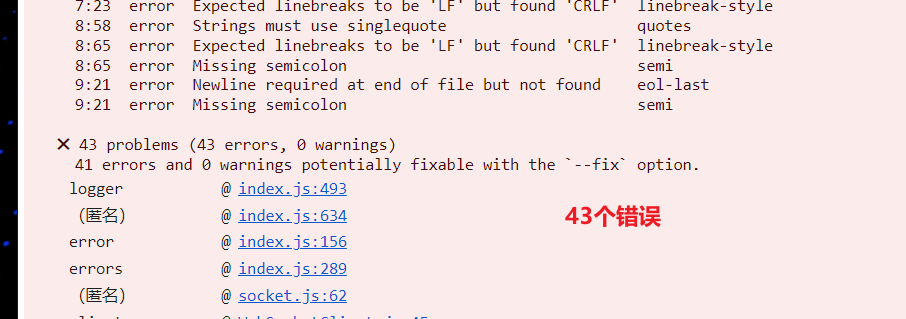 7:23 error Expected linebreaks to be 'LF' but found 'CRLF' linebreak-style
8:58 error Strings must use singlequote quotes
8:65 error Expected linebreaks to be 'LF' but found 'CRLF' linebreak-style
8:65 error Missing semicolon semi
9:21 error Newline required at end of file but not found eol-last
9:21 error Missing semicolon semi
✕ 43 problems (43 errors, 0 warnings)
41 errors and 0 warnings potentially fixable with the `--fix` option.
logger @ index.js:493
(匿名) @ index.js:634
43个错误
error @ index.js:156
errors @ index.js:289
(匿名) @ socket.js:62